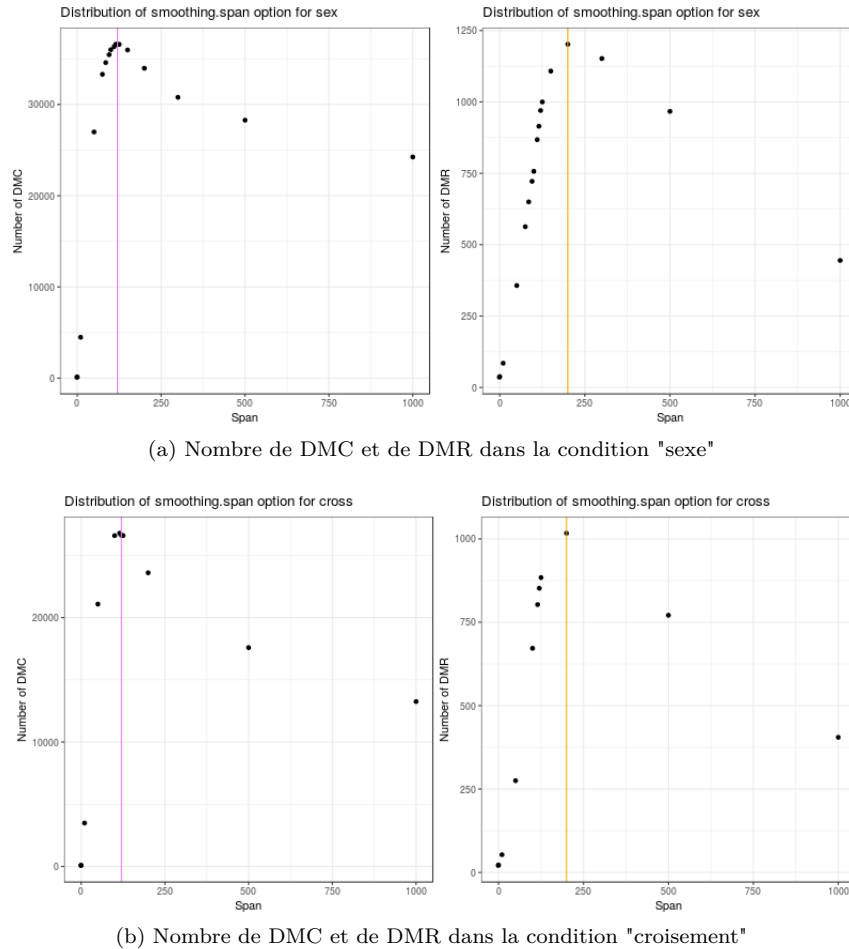 Distribution of smoothing.span option for sex
Number of DMC
30000
20000
10000
0
0
250
500
750
1000
Span
Distribution of smoothing.span option for sex
Number of DMR
1250
1000
750
500
250
0
0
250
500
750
1000
Span
(a) Nombre de DMC et de DMR dans la condition "sexe"
Distribution of smoothing.span option for cross
Number of DMC
20000
10000
0
0
250
500
750
1000
Span
Distribution of smoothing.span option for cross
Number of DMR
1000
750
500
250
0
0
250
500
750
1000
Span
(b) Nombre de DMC et de DMR dans la condition "croisement"